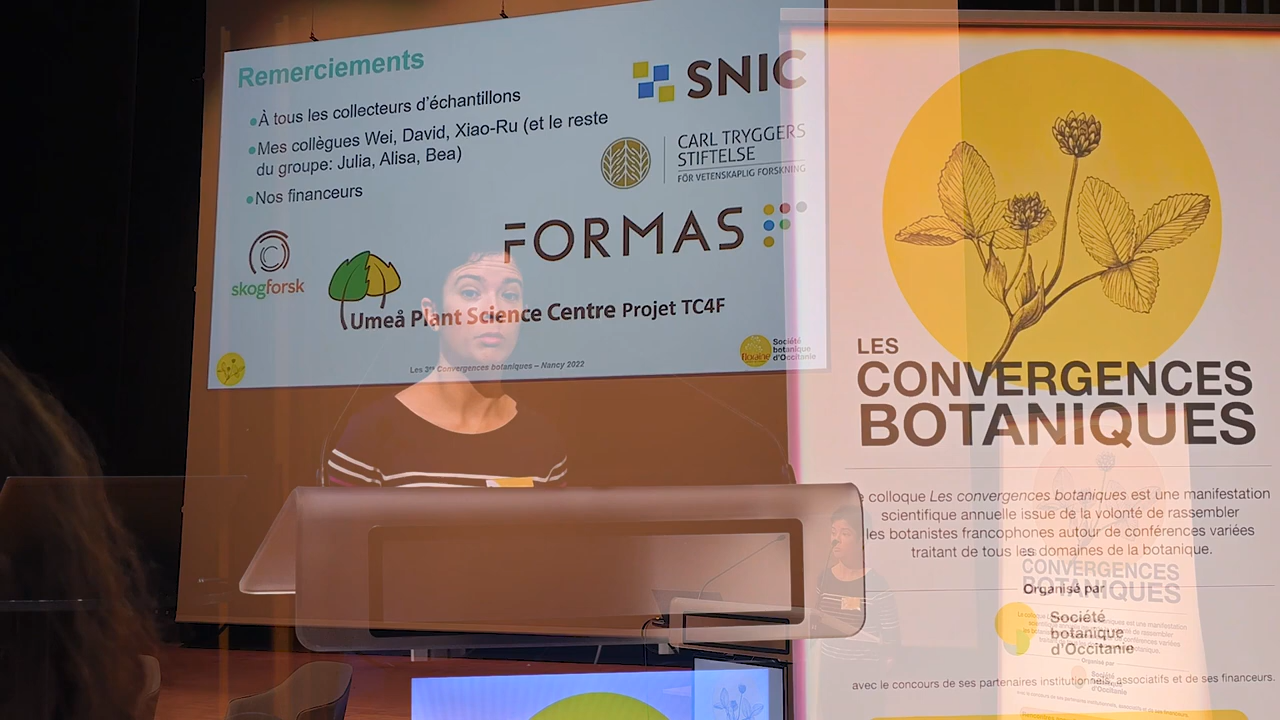 Remerciements
À tous les collecteurs d'échantillons
Mes collègues Wei, David, Xiao-Ru (et le reste
du groupe: Julia, Alisa, Bea)
Nos financeurs
SNIC
CARL TRYGGERS
STIFTELSE
FÖR VETENSKAPLIG FORSKNING
FORMAS
skogforsk
Umeå Plant Science Centre Projet TC4F
Les 2es Convergences botaniques – Nancy 2022
Société
botanique
d'Occitanie
LES
CONVERGENCES
BOTANIQUES
colloque Les convergences botaniques est une manifestation
scientifique annuelle issue de la volonté de rassembler
les botanistes francophones autour de conférences variées
traitant de tous les domaines de la botanique.
Organisé par
Société
botanique
d'Occitanie
avec le concours de ses partenaires institutionnels, associatifs et de ses financeurs.
CONVERGENCES
BOTANIQUES